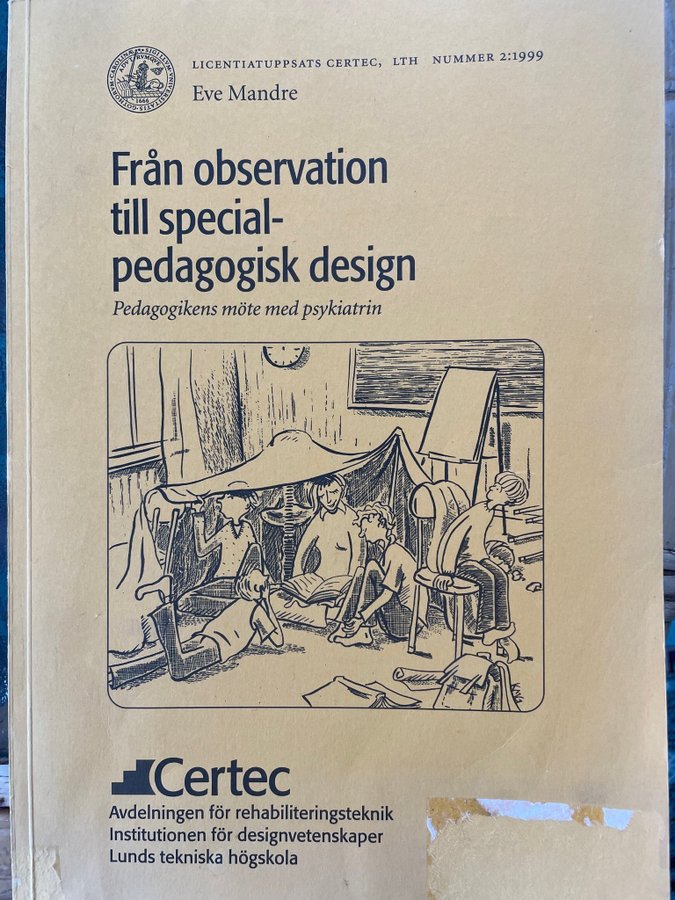 LICENTIATUPPSATS CERTEC, LTH NUMMER 2:1999
Eve Mandre
Från observation
till special-
pedagogisk design
Pedagogikens möte med psykiatrin
Certec
Avdelningen för rehabiliteringsteknik
Institutionen för designvetenskaper
Lunds tekniska högskola